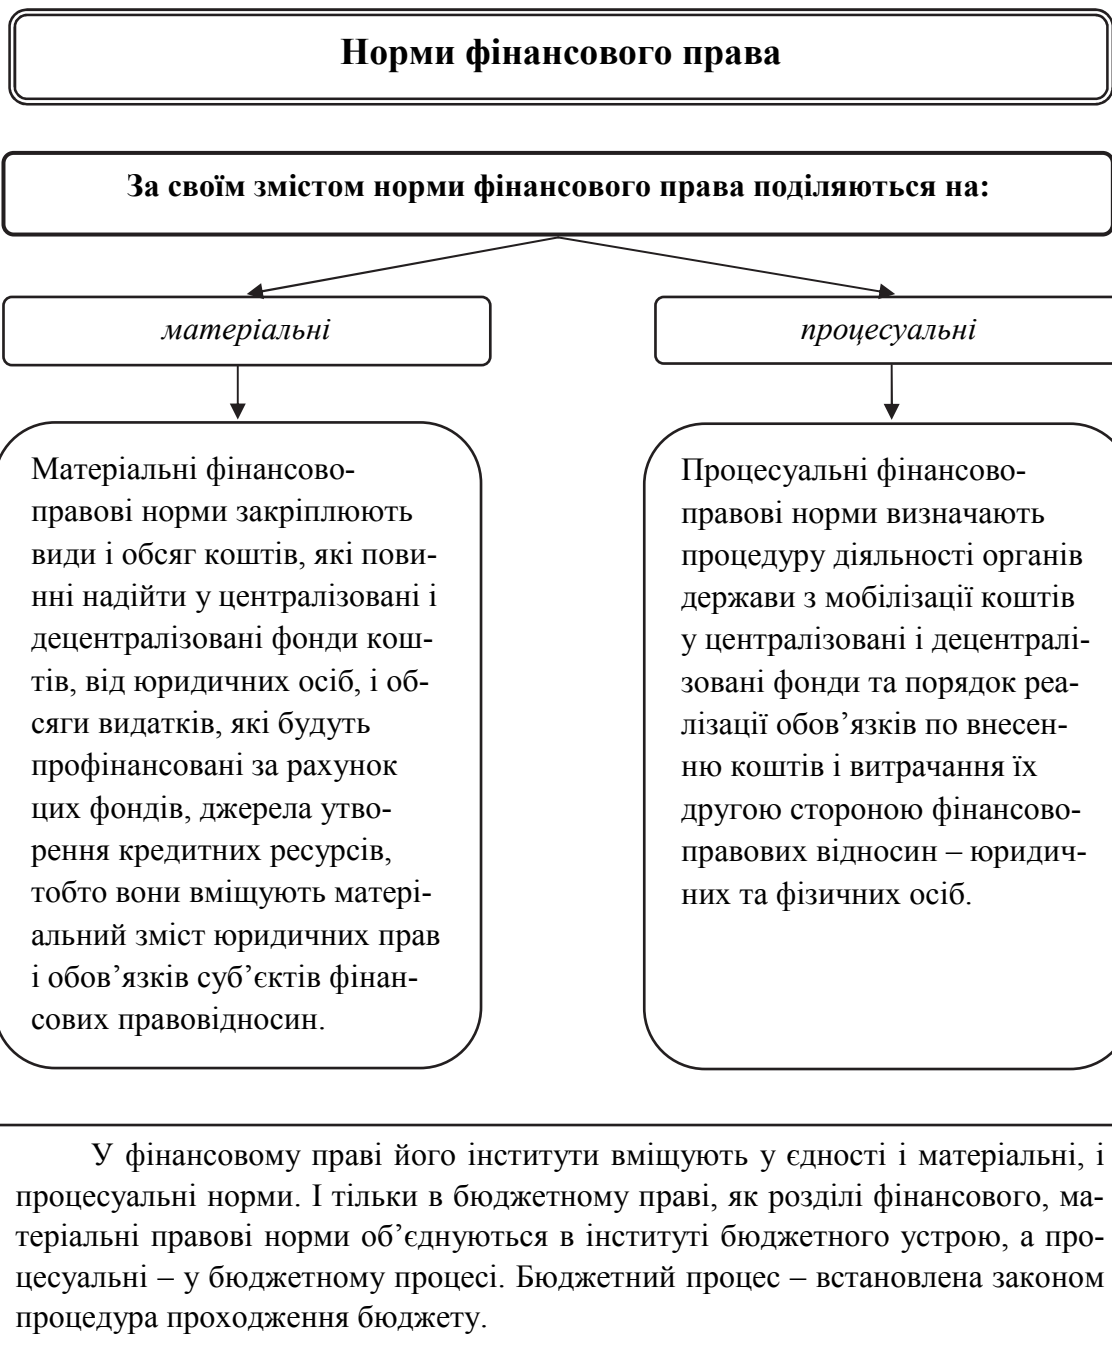 Норми фінансового права
За своїм змістом норми фінансового права поділяються на:
матеріальні
процесуальні
Матеріальні фінансово-
правові норми закріплюють
види і обсяг коштів, які пови-
нні надійти у централізовані і
децентралізовані фонди кош-
тів, від юридичних осіб, і об-
сяги видатків, які будуть
профінансовані за рахунок
цих фондів, джерела утво-
рення кредитних ресурсів,
тобто вони вміщують матері-
альний зміст юридичних прав
і обов’язків суб’єктів фінан-
сових правовідносин.
Процесуальні фінансово-
правові норми визначають
процедуру діяльності органів
держави з мобілізації коштів
у централізовані і децентралі-
зовані фонди та порядок реа-
лізації обов’язків по внесен-
ню коштів і витрачання їх
другою стороною фінансово-
правових відносин – юридич-
них та фізичних осіб.
У фінансовому праві його інститути вміщують у єдності і матеріальні, і
процесуальні норми. І тільки в бюджетному праві, як розділі фінансового, ма-
теріальні правові норми об’єднуються в інституті бюджетного устрою, а про-
цесуальні – у бюджетному процесі. Бюджетний процес – встановлена законом
процедура проходження бюджету.